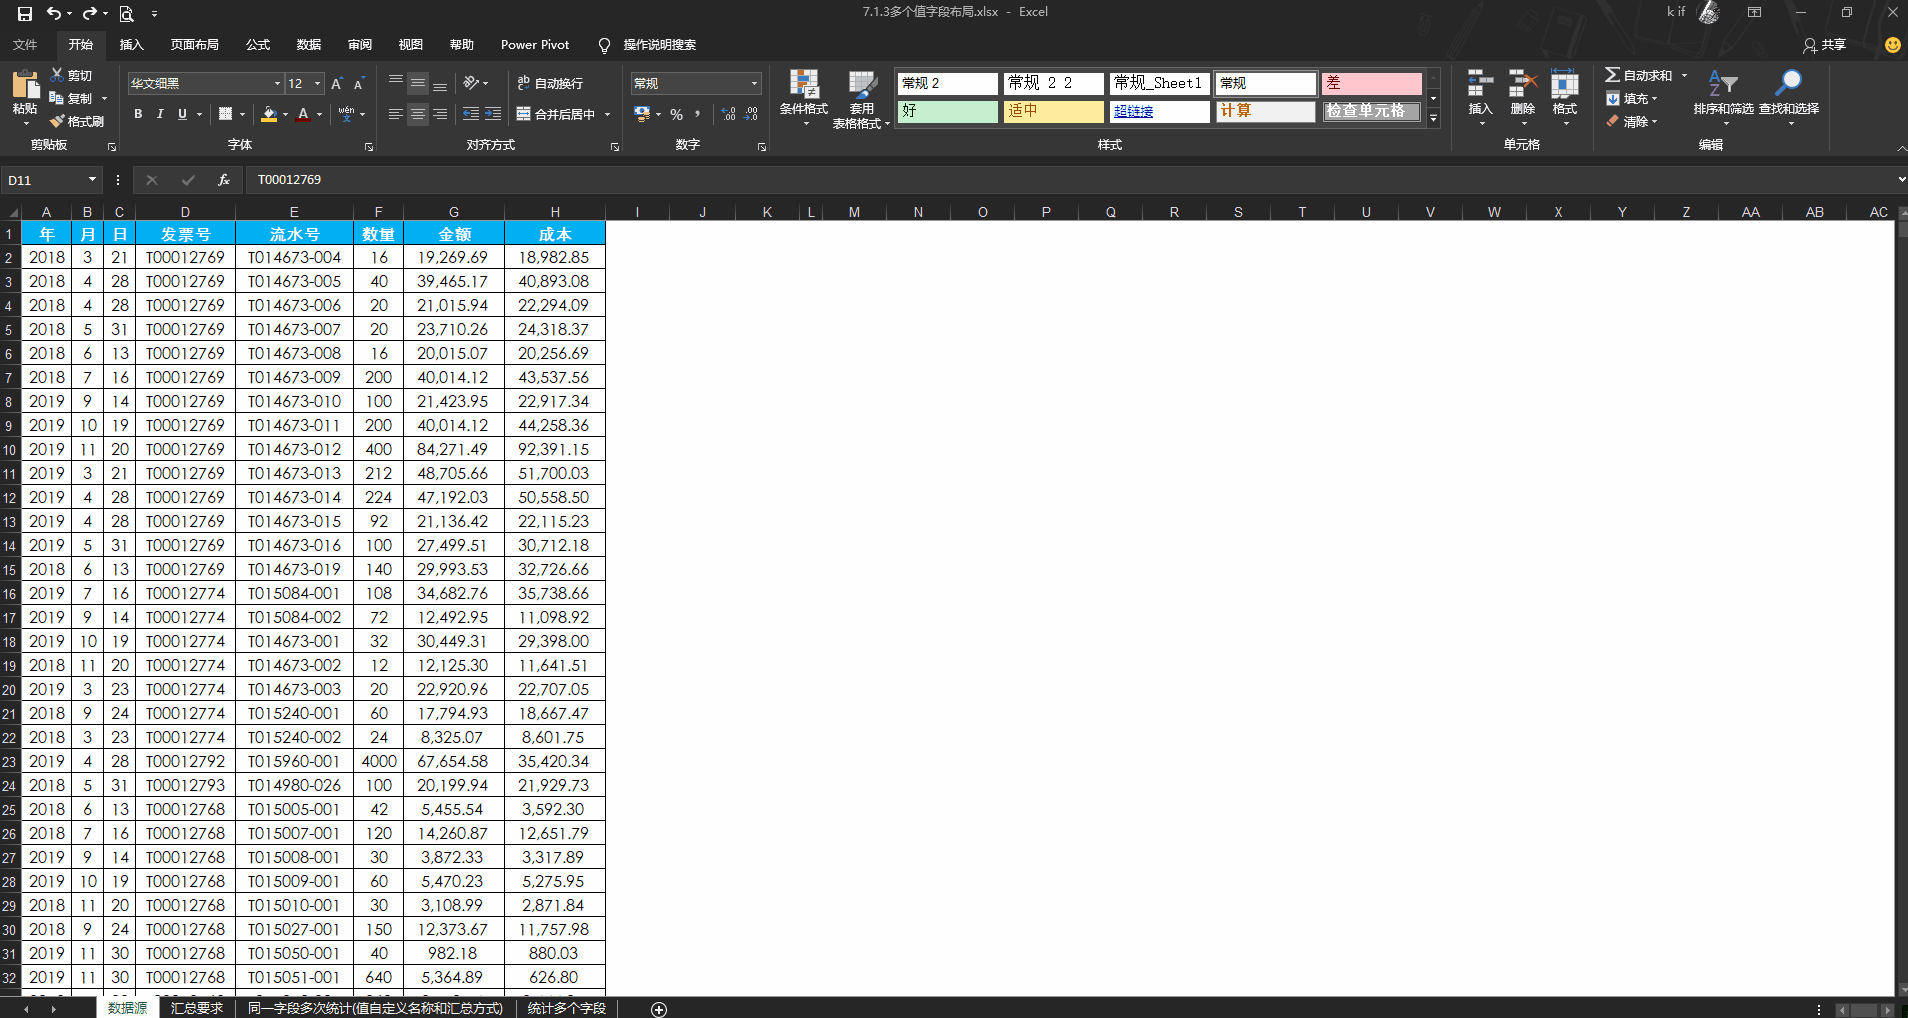 7.1.3多个值字段布局.xlsx - Excel
k if
文件 开始 插入 页面布局 公式 数据 审阅 视图 帮助 Power Pivot 操作说明搜索 共享
粘贴 剪切 复制 格式刷 剪贴板
华文细黑 12 A A
B I U A wén 字体
ab 自动换行 合并后居中 对齐方式
常规 % , .00 数字
条件格式 套用 表格格式
常规 2 常规 2 2 常规_Sheet1 常规 差
好 适中 超链接 计算 检查单元格
样式
插入 删除 格式 单元格
自动求和 填充 清除 排序和筛选 查找和选择 编辑
D11 fx T00012769
A B C D E F G H I J K L M N O P Q R S T U V W X Y Z AA AB AC
1 年 月 日 发票号 流水号 数量 金额 成本
2 2018 3 21 T00012769 T014673-004 16 19,269.69 18,982.85
3 2018 4 28 T00012769 T014673-005 40 39,465.17 40,893.08
4 2018 4 28 T00012769 T014673-006 20 21,015.94 22,294.09
5 2018 5 31 T00012769 T014673-007 20 23,710.26 24,318.37
6 2018 6 13 T00012769 T014673-008 16 20,015.07 20,256.69
7 2018 7 16 T00012769 T014673-009 200 40,014.12 43,537.56
8 2019 9 14 T00012769 T014673-010 100 21,423.95 22,917.34
9 2019 10 19 T00012769 T014673-011 200 40,014.12 44,258.36
10 2019 11 20 T00012769 T014673-012 400 84,271.49 92,391.15
11 2019 3 21 T00012769 T014673-013 212 48,705.66 51,700.03
12 2019 4 28 T00012769 T014673-014 224 47,192.03 50,558.50
13 2019 4 28 T00012769 T014673-015 92 21,136.42 22,115.23
14 2019 5 31 T00012769 T014673-016 100 27,499.51 30,712.18
15 2018 6 13 T00012769 T014673-019 140 29,993.53 32,726.66
16 2019 7 16 T00012774 T015084-001 108 34,682.76 35,738.66
17 2019 9 14 T00012774 T015084-002 72 12,492.95 11,098.92
18 2019 10 19 T00012774 T014673-001 32 30,449.31 29,398.00
19 2018 11 20 T00012774 T014673-002 12 12,125.30 11,641.51
20 2019 3 23 T00012774 T014673-003 20 22,920.96 22,707.05
21 2018 9 24 T00012774 T015240-001 60 17,794.93 18,667.47
22 2018 3 23 T00012774 T015240-002 24 8,325.07 8,601.75
23 2019 4 28 T00012792 T015960-001 4000 67,654.58 35,420.34
24 2018 5 31 T00012793 T014980-026 100 20,199.94 21,929.73
25 2018 6 13 T00012768 T015005-001 42 5,455.54 3,592.30
26 2018 7 16 T00012768 T015007-001 120 14,260.87 12,651.79
27 2019 9 14 T00012768 T015008-001 30 3,872.33 3,317.89
28 2019 10 19 T00012768 T015009-001 60 5,470.23 5,275.95
29 2018 11 20 T00012768 T015010-001 30 3,108.99 2,871.84
30 2018 9 24 T00012768 T015027-001 150 12,373.67 11,757.98
31 2019 11 30 T00012768 T015050-001 40 982.18 880.03
32 2019 11 30 T00012768 T015051-001 640 5,364.89 626.80
数据源 汇总要求 同一字段多次统计(值自定义名称和汇总方式) 统计多个字段